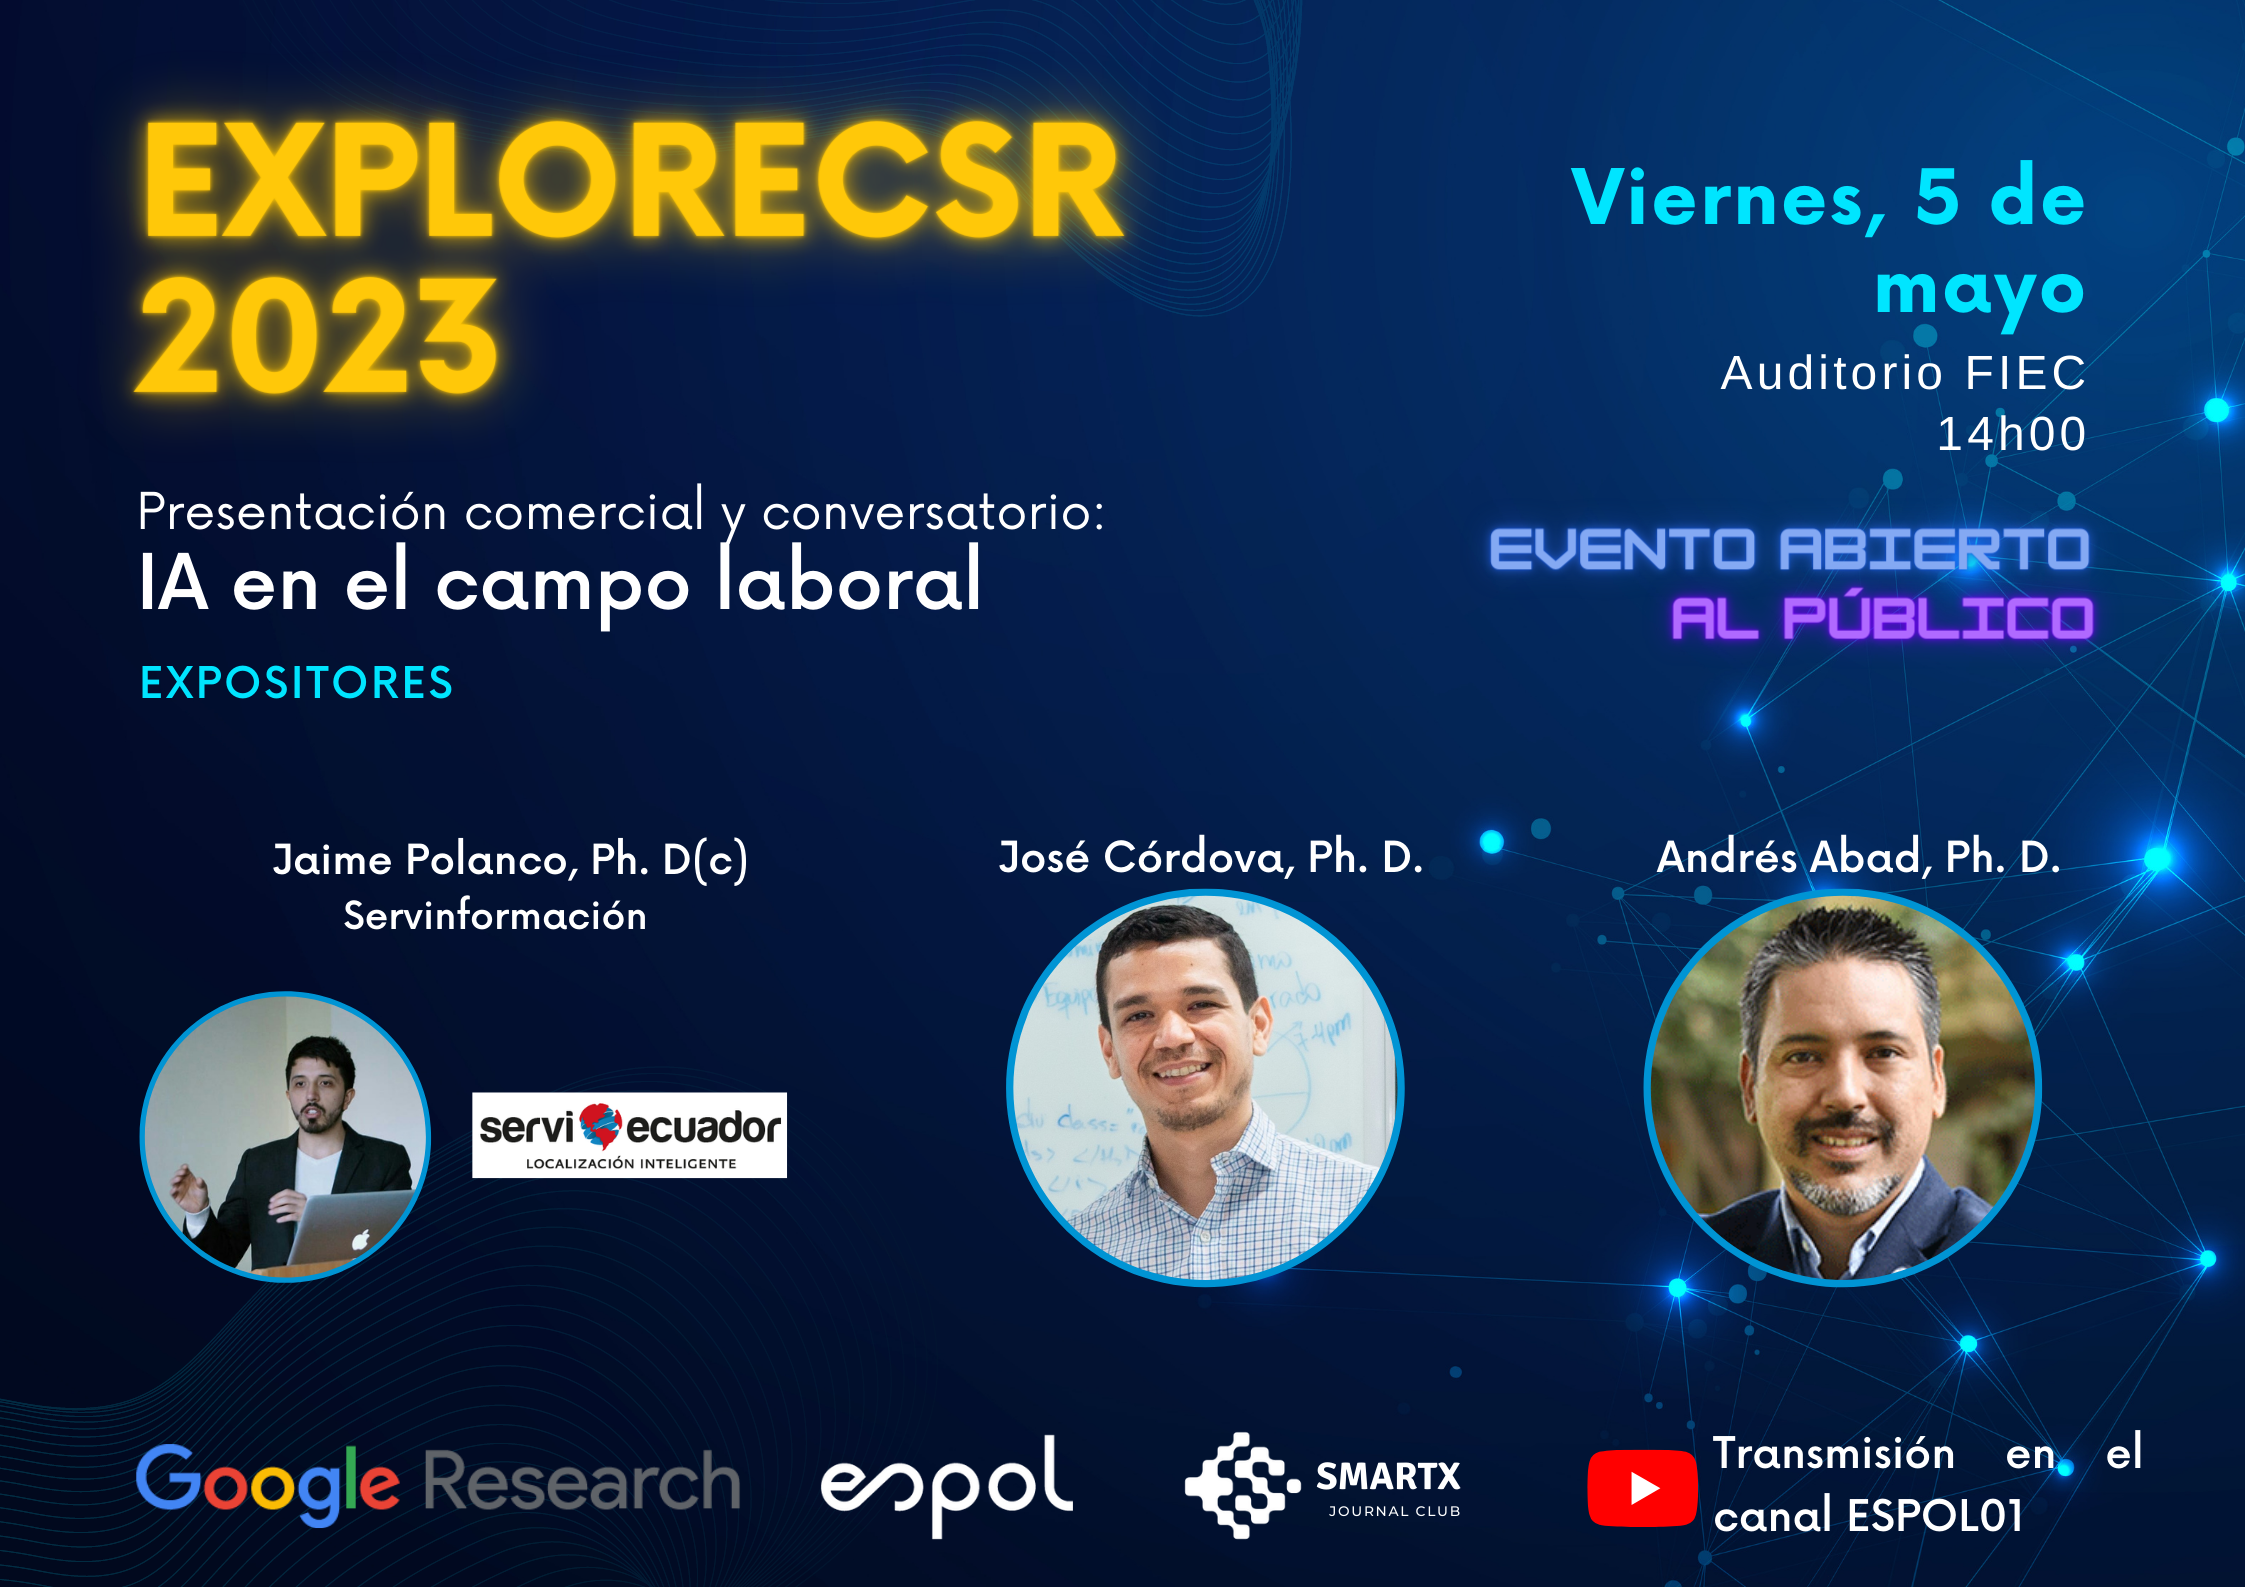 EXPLORECSR
2023
Viernes, 5 de
mayo
Auditorio FIEC
14h00
Presentación comercial y conversatorio:
IA en el campo laboral
EVENTO ABIERTO
AL PÚBLICO
EXPOSITORES
Jaime Polanco, Ph. D(c)
Servinformación
José Córdova, Ph. D.
Andrés Abad, Ph. D.
servi ecuador
LOCALIZACIÓN INTELIGENTE
Google Research
espol
SMARTX
JOURNAL CLUB
Transmisión en el
canal ESPOL01